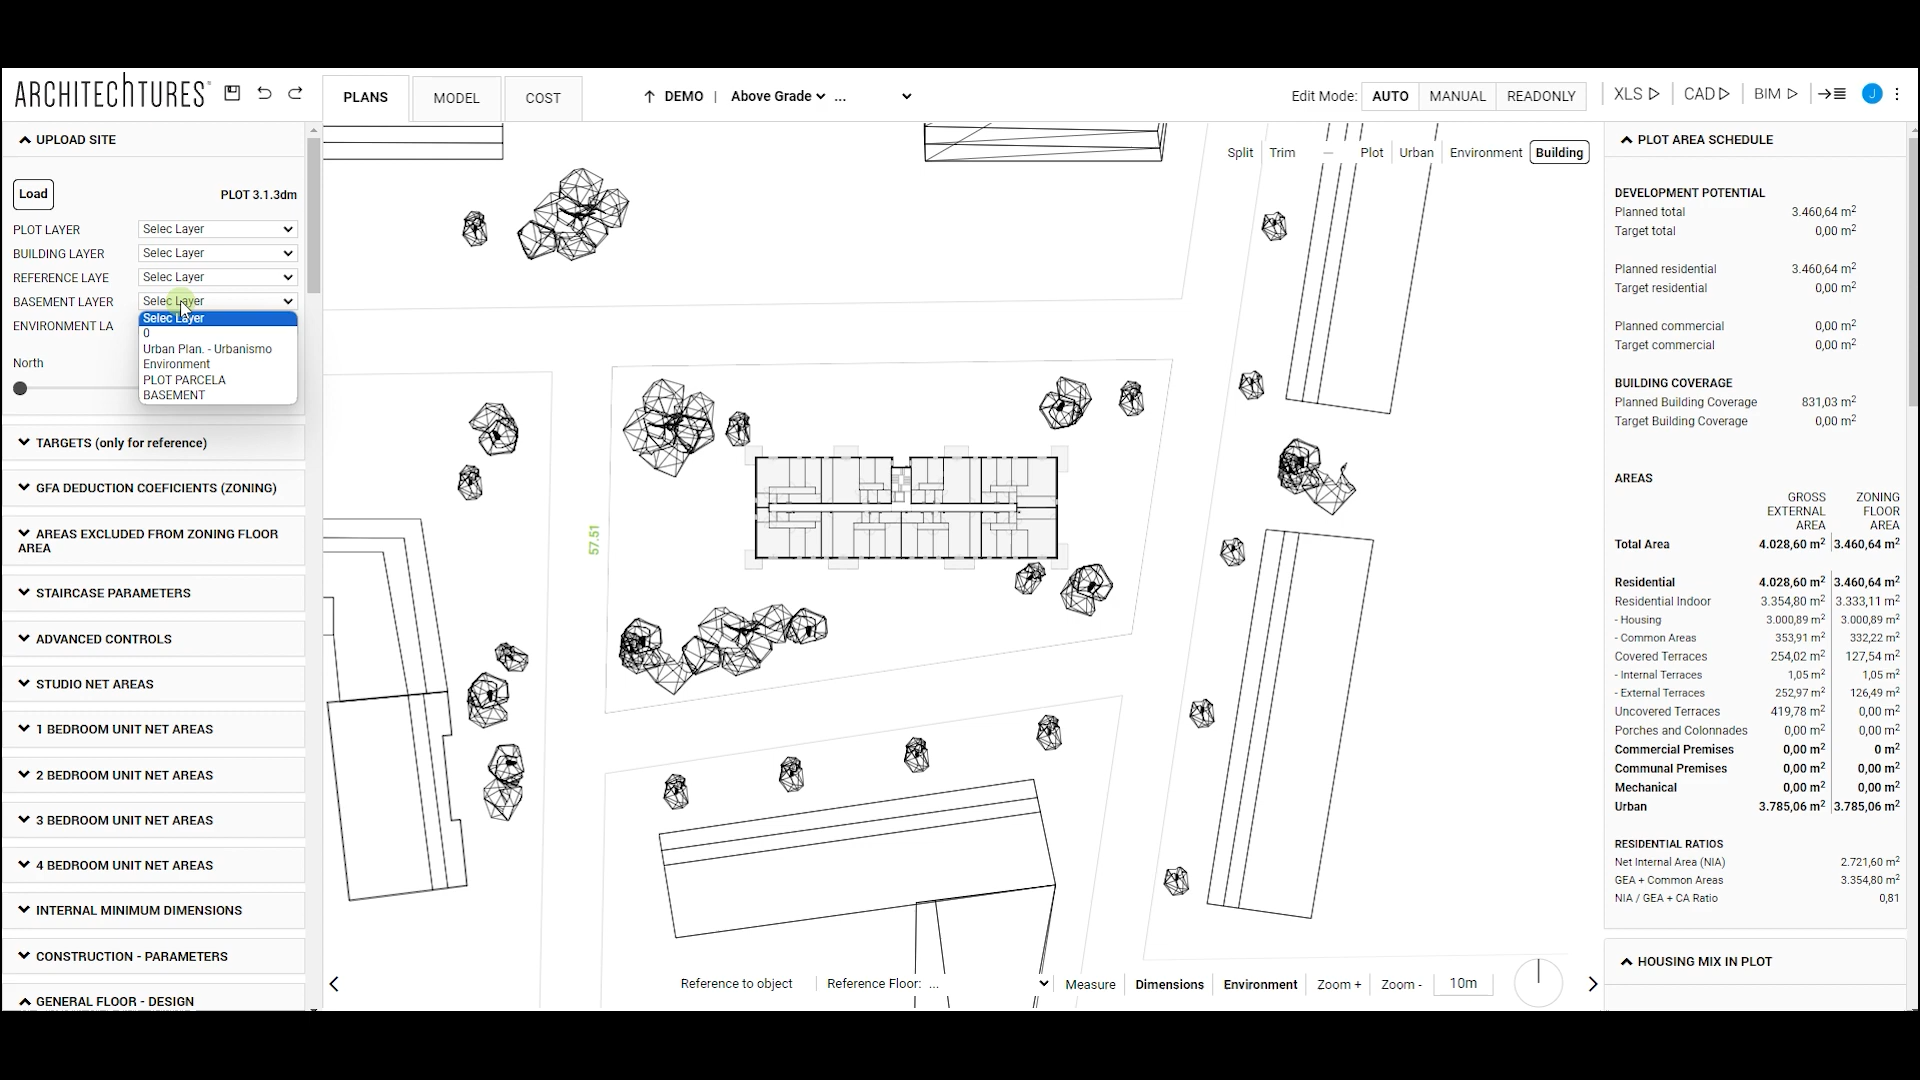 ARCHITEChTURES®
PLANS
MODEL
COST
DEMO | Above Grade ...
Edit Mode: AUTO MANUAL READONLY
XLS CAD BIM J
UPLOAD SITE
Load PLOT 3.1.3dm
PLOT LAYER Selec Layer
BUILDING LAYER Selec Layer
REFERENCE LAYE Selec Layer
BASEMENT LAYER Selec Layer
ENVIRONMENT LA
Selec Layer
0
Urban Plan. - Urbanismo
Environment
PLOT PARCELA
BASEMENT
North
TARGETS (only for reference)
GFA DEDUCTION COEFICIENTS (ZONING)
AREAS EXCLUDED FROM ZONING FLOOR
AREA
STAIRCASE PARAMETERS
ADVANCED CONTROLS
STUDIO NET AREAS
1 BEDROOM UNIT NET AREAS
2 BEDROOM UNIT NET AREAS
3 BEDROOM UNIT NET AREAS
4 BEDROOM UNIT NET AREAS
INTERNAL MINIMUM DIMENSIONS
CONSTRUCTION - PARAMETERS
GENERAL FLOOR - DESIGN
Split Trim — Plot Urban Environment Building
57.51
Reference to object Reference Floor: ... Measure Dimensions Environment Zoom + Zoom - 10m
PLOT AREA SCHEDULE
DEVELOPMENT POTENTIAL
Planned total 3.460,64 m²
Target total 0,00 m²
Planned residential 3.460,64 m²
Target residential 0,00 m²
Planned commercial 0,00 m²
Target commercial 0,00 m²
BUILDING COVERAGE
Planned Building Coverage 831,03 m²
Target Building Coverage 0,00 m²
AREAS
GROSS ZONING
EXTERNAL FLOOR
AREA AREA
Total Area 4.028,60 m² 3.460,64 m²
Residential 4.028,60 m² 3.460,64 m²
Residential Indoor 3.354,80 m² 3.333,11 m²
- Housing 3.000,89 m² 3.000,89 m²
- Common Areas 353,91 m² 332,22 m²
Covered Terraces 254,02 m² 127,54 m²
- Internal Terraces 1,05 m² 1,05 m²
- External Terraces 252,97 m² 126,49 m²
Uncovered Terraces 419,78 m² 0,00 m²
Porches and Colonnades 0,00 m² 0,00 m²
Commercial Premises 0,00 m² 0 m²
Communal Premises 0,00 m² 0,00 m²
Mechanical 0,00 m² 0,00 m²
Urban 3.785,06 m² 3.785,06 m²
RESIDENTIAL RATIOS
Net Internal Area (NIA) 2.721,60 m²
GEA + Common Areas 3.354,80 m²
NIA / GEA + CA Ratio 0,81
HOUSING MIX IN PLOT